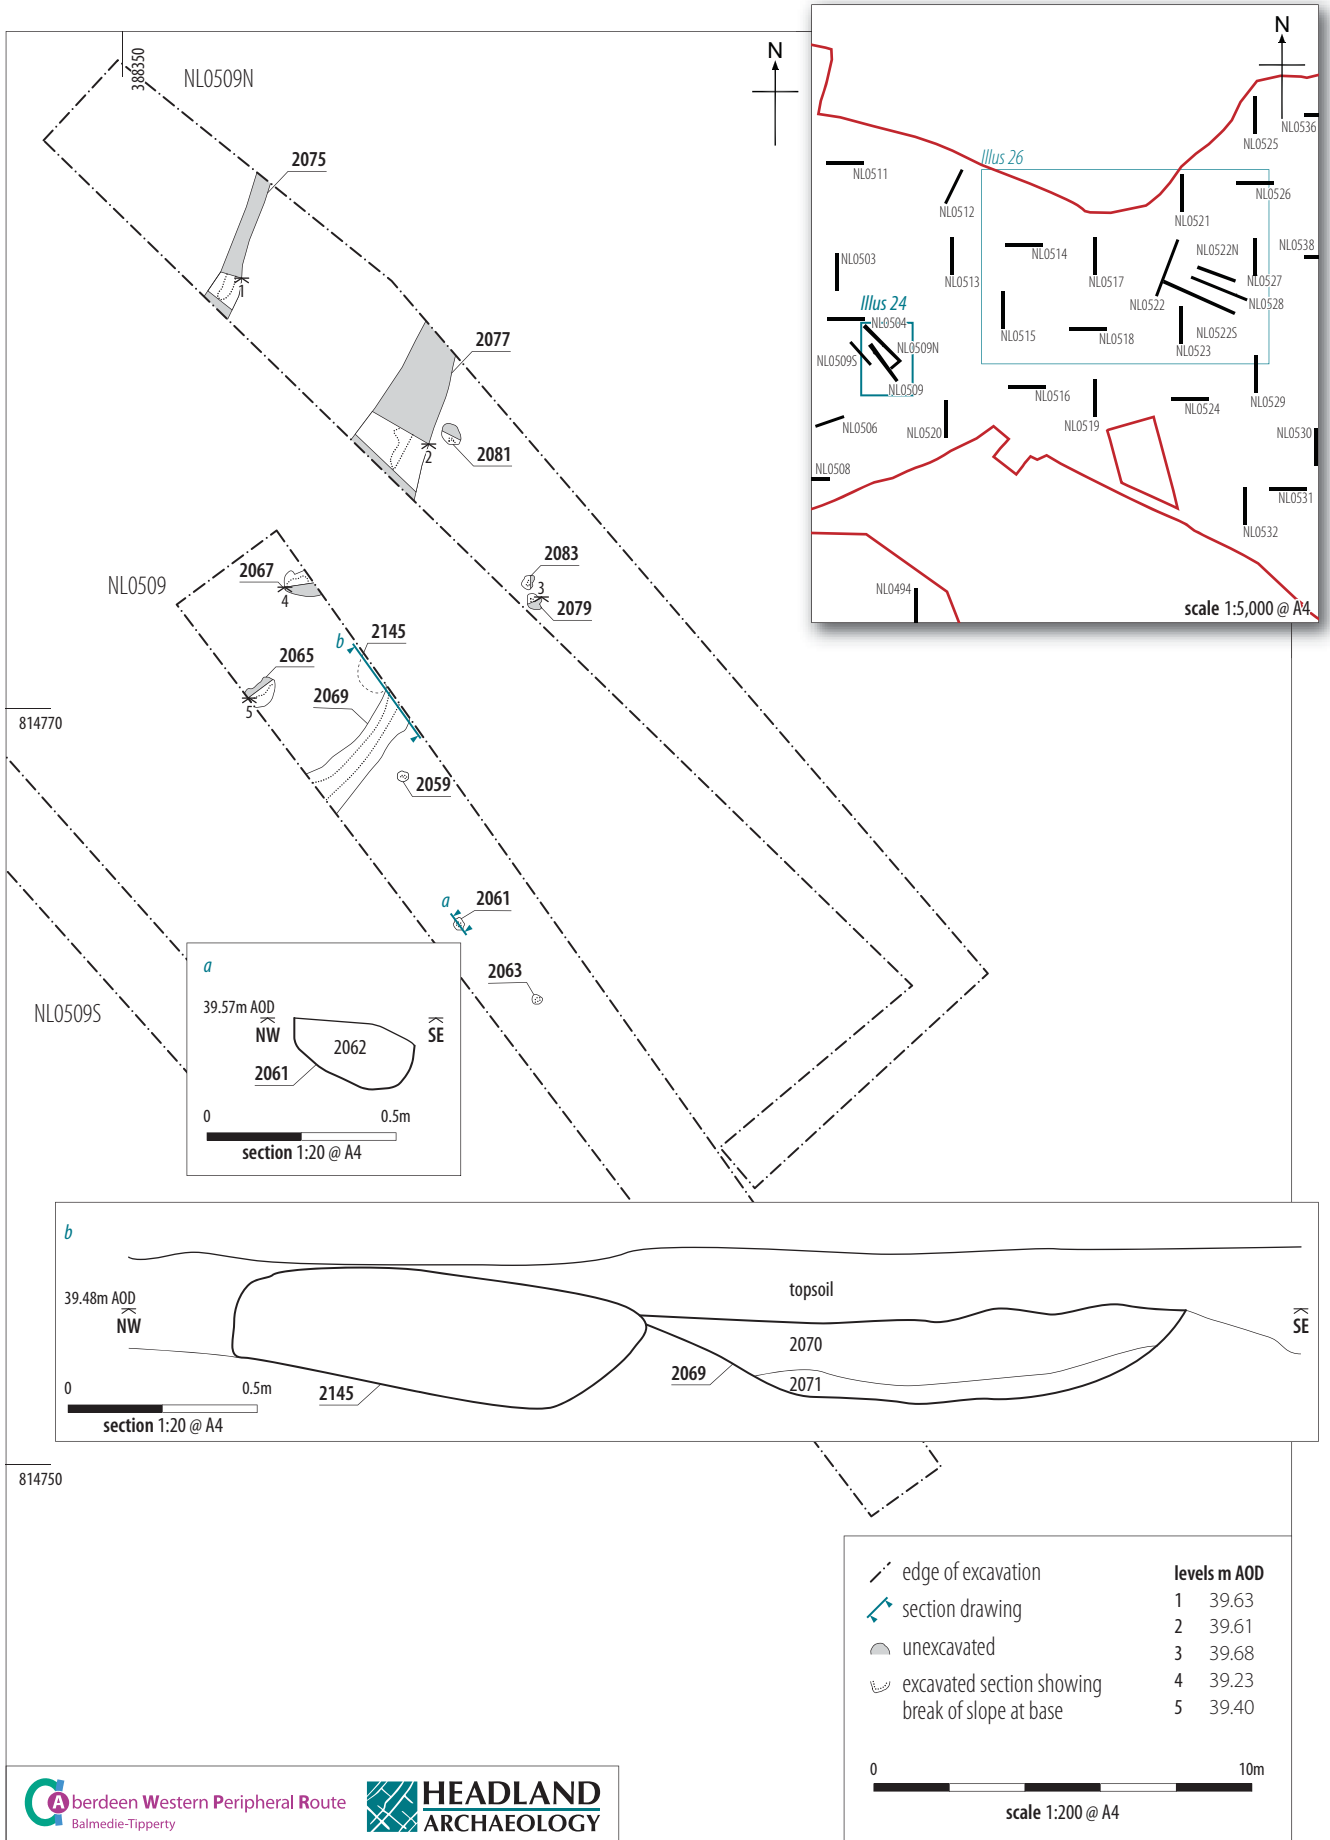 388350
NL0509N
N
2075
1
2077
2
2081
2083
3
2079
NL0509
2067
4
b
2145
2065
5
2069
814770
2059
a
2061
2063
NL0509S
N
Illus 26
NL0536
NL0525
NL0511
NL0512
NL0526
NL0521
NL0503
NL0514
NL0522N
NL0538
NL0513
NL0517
NL0527
NL0522
NL0528
Illus 24
NL0504
NL0515
NL0518
NL0522S
NL0509S
NL0509N
NL0523
NL0509
NL0516
NL0529
NL0524
NL0506
NL0520
NL0519
NL0530
NL0508
NL0531
NL0532
NL0494
scale 1:5,000 @ A4
a
39.57m AOD
NW
SE
2062
2061
0 0.5m
section 1:20 @ A4
b
topsoil
39.48m AOD
NW
SE
2070
2069
2071
2145
0 0.5m
section 1:20 @ A4
814750
edge of excavation
section drawing
unexcavated
excavated section showing
break of slope at base
levels m AOD
1 39.63
2 39.61
3 39.68
4 39.23
5 39.40
0 10m
scale 1:200 @ A4
Aberdeen Western Peripheral Route
Balmedie-Tipperty
HEADLAND
ARCHAEOLOGY